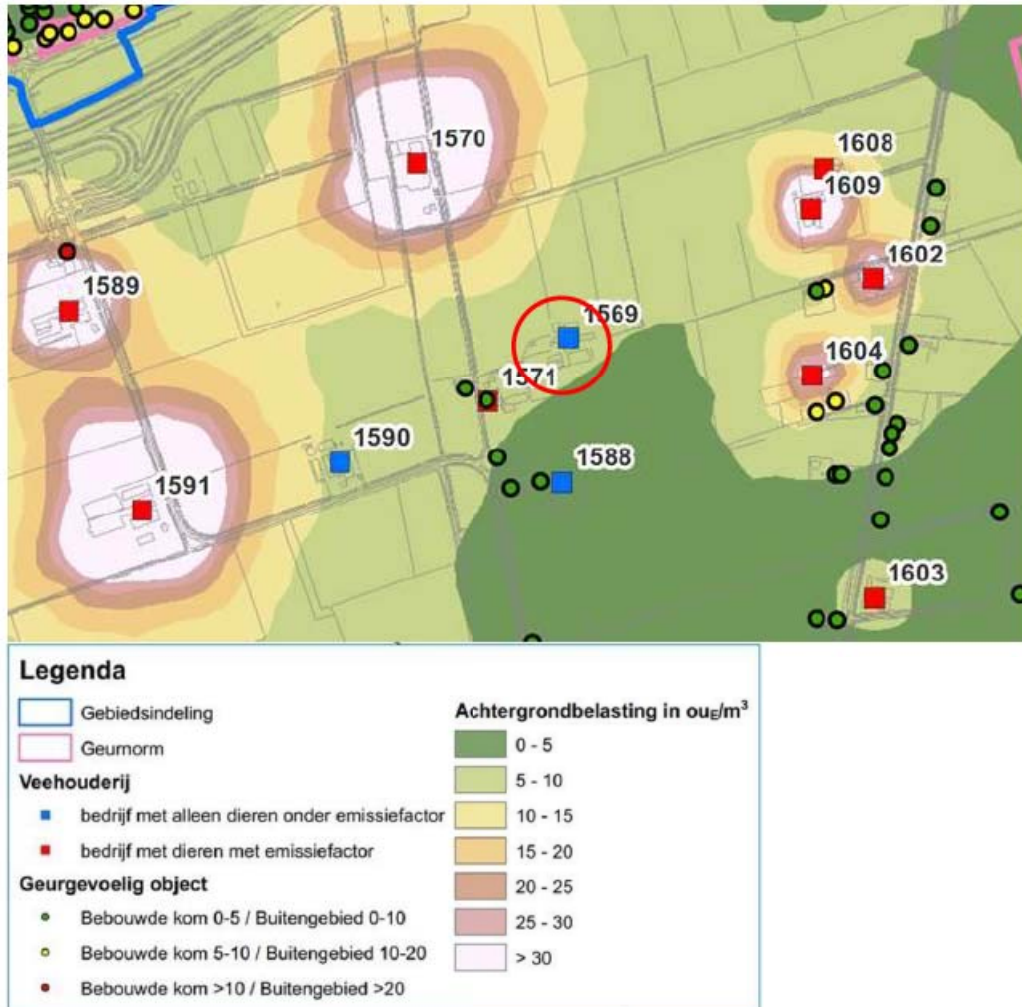 1570
1608
1609
1602
1589
1569
1604
1571
1590
1588
1591
1603
Legenda
Gebiedsindeling
Geurnorm
Veehouderij
bedrijf met alleen dieren onder emissiefactor
bedrijf met dieren met emissiefactor
Geurgevoelig object
Bebouwde kom 0-5 / Buitengebied 0-10
Bebouwde kom 5-10 / Buitengebied 10-20
Bebouwde kom >10 / Buitengebied >20
Achtergrondbelasting in ouE/m³
0 - 5
5 - 10
10 - 15
15 - 20
20 - 25
25 - 30
> 30